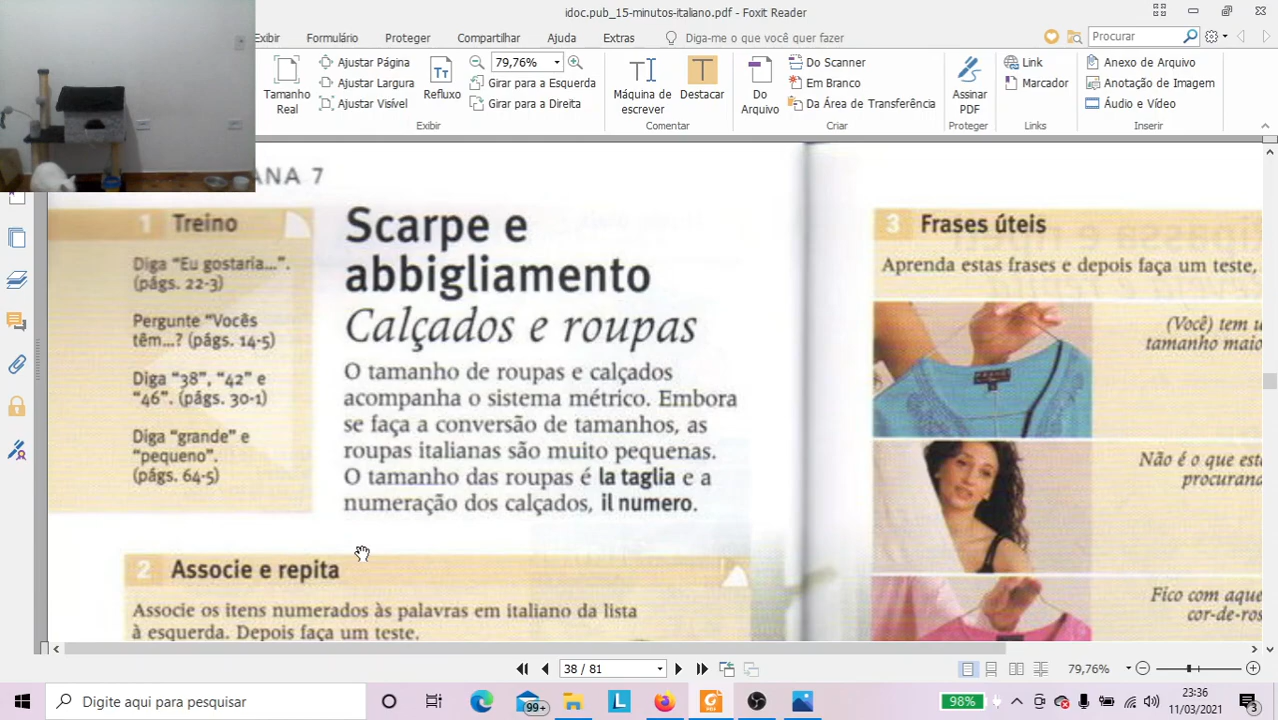 idoc.pub_15-minutos-italiano.pdf - Foxit Reader
Exibir
Formulário
Proteger
Compartilhar
Ajuda
Extras
Diga-me o que você quer fazer
Procurar
Tamanho
Real
Ajustar Página
Ajustar Largura
Ajustar Visível
Refluxo
79,76%
Girar para a Esquerda
Girar para a Direita
Exibir
Máquina de
escrever
Destacar
Comentar
Do
Arquivo
Do Scanner
Em Branco
Da Área de Transferência
Criar
Assinar
PDF
Proteger
Link
Marcador
Links
Anexo de Arquivo
Anotação de Imagem
Áudio e Vídeo
Inserir
ANA 7
1 Treino
Diga “Eu gostaria...”.
(págs. 22-3)
Pergunte “Vocês
têm...? (págs. 14-5)
Diga “38”, “42” e
“46”. (págs. 30-1)
Diga “grande” e
“pequeno”.
(págs. 64-5)
Scarpe e
abbigliamento
Calçados e roupas
O tamanho de roupas e calçados
acompanha o sistema métrico. Embora
se faça a conversão de tamanhos, as
roupas italianas são muito pequenas.
O tamanho das roupas é la taglia e a
numeração dos calçados, il numero.
2 Associe e repita
Associe os itens numerados às palavras em italiano da lista
à esquerda. Depois faça um teste.
3 Frases úteis
Aprenda estas frases e depois faça um teste,
(Você) tem u
tamanho maio
Não é o que est
procurand
Fico com aque
cor-de-ros
38 / 81
79,76%
Digite aqui para pesquisar
99+
98%
23:36
11/03/2021
3